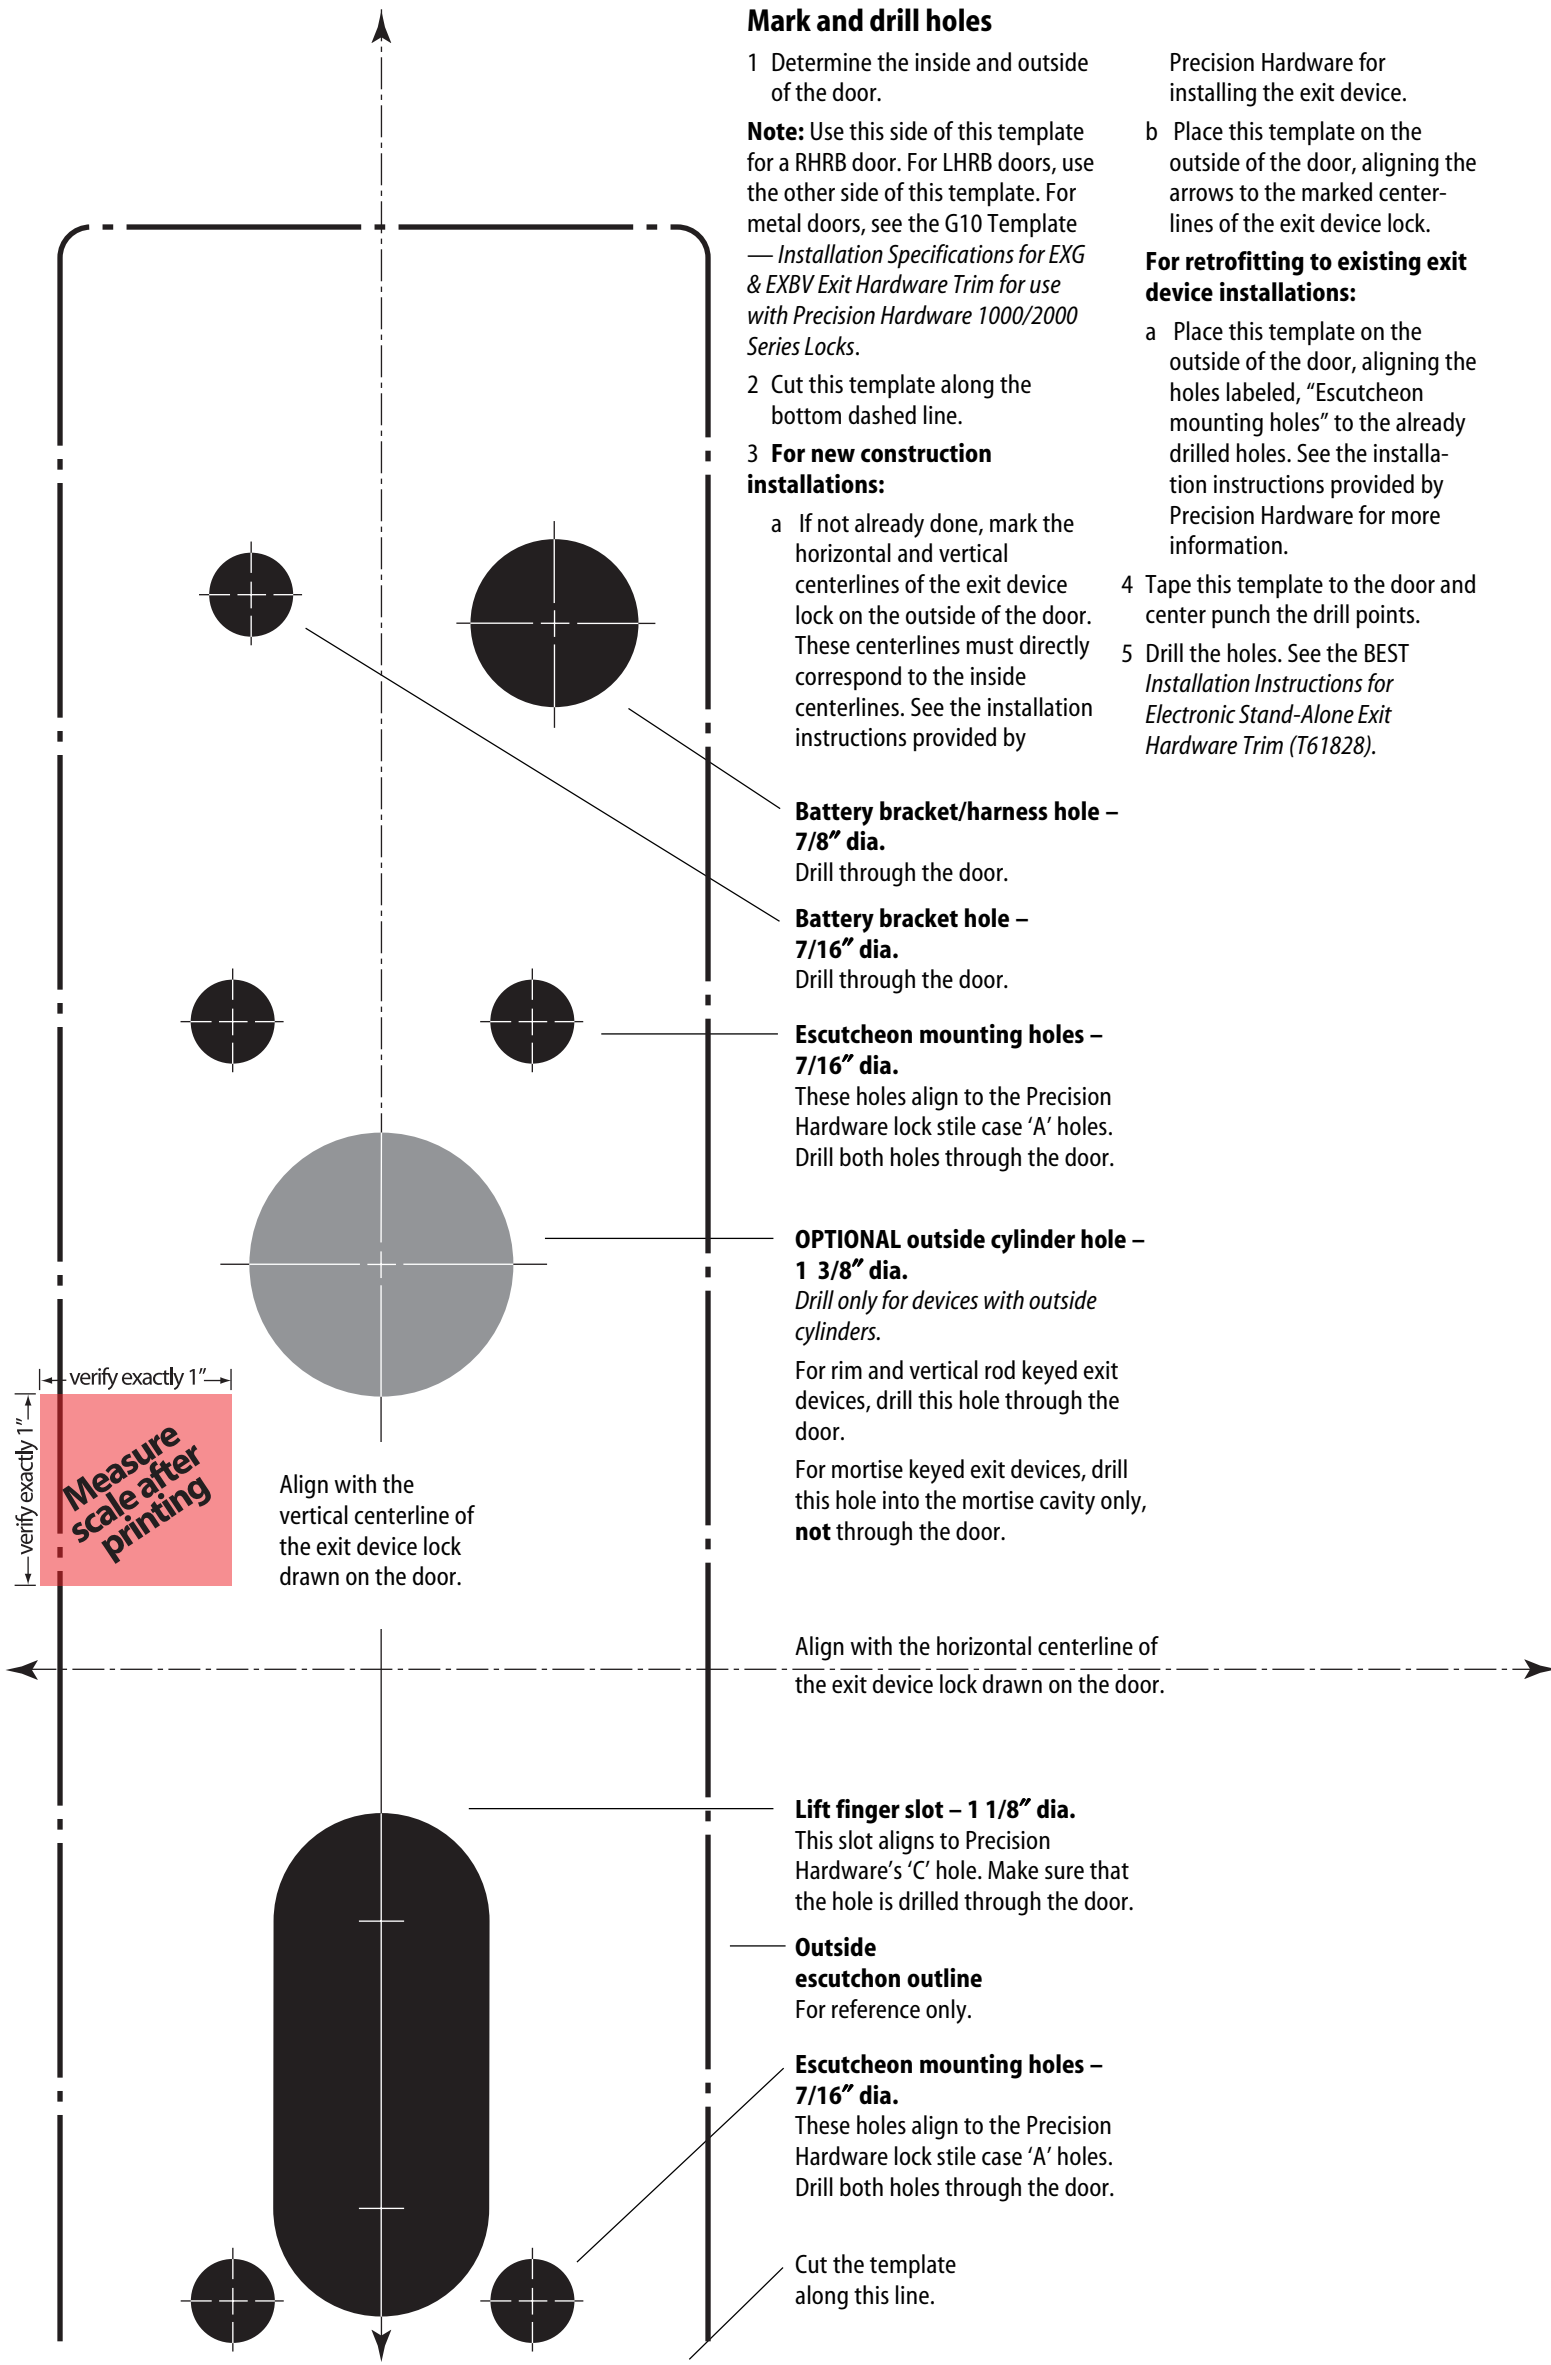 Mark and drill holes
1 Determine the inside and outside
of the door.
Note: Use this side of this template
for a RHRB door. For LHRB doors, use
the other side of this template. For
metal doors, see the G10 Template
— Installation Specifications for EXG
& EXBV Exit Hardware Trim for use
with Precision Hardware 1000/2000
Series Locks.
2 Cut this template along the
bottom dashed line.
3 For new construction
installations:
a If not already done, mark the
horizontal and vertical
centerlines of the exit device
lock on the outside of the door.
These centerlines must directly
correspond to the inside
centerlines. See the installation
instructions provided by
Precision Hardware for
installing the exit device.
b Place this template on the
outside of the door, aligning the
arrows to the marked center-
lines of the exit device lock.
For retrofitting to existing exit
device installations:
a Place this template on the
outside of the door, aligning the
holes labeled, “Escutcheon
mounting holes” to the already
drilled holes. See the installa-
tion instructions provided by
Precision Hardware for more
information.
4 Tape this template to the door and
center punch the drill points.
5 Drill the holes. See the BEST
Installation Instructions for
Electronic Stand-Alone Exit
Hardware Trim (T61828).
Battery bracket/harness hole –
7/8″ dia.
Drill through the door.
Battery bracket hole –
7/16″ dia.
Drill through the door.
Escutcheon mounting holes –
7/16″ dia.
These holes align to the Precision
Hardware lock stile case ‘A’ holes.
Drill both holes through the door.
OPTIONAL outside cylinder hole –
1 3/8″ dia.
Drill only for devices with outside
cylinders.
For rim and vertical rod keyed exit
devices, drill this hole through the
door.
For mortise keyed exit devices, drill
this hole into the mortise cavity only,
not through the door.
verify exactly 1”
verify exactly 1”
Measure
scale after
printing
Align with the
vertical centerline of
the exit device lock
drawn on the door.
Align with the horizontal centerline of
the exit device lock drawn on the door.
Lift finger slot – 1 1/8″ dia.
This slot aligns to Precision
Hardware’s ‘C’ hole. Make sure that
the hole is drilled through the door.
Outside
escutchon outline
For reference only.
Escutcheon mounting holes –
7/16″ dia.
These holes align to the Precision
Hardware lock stile case ‘A’ holes.
Drill both holes through the door.
Cut the template
along this line.